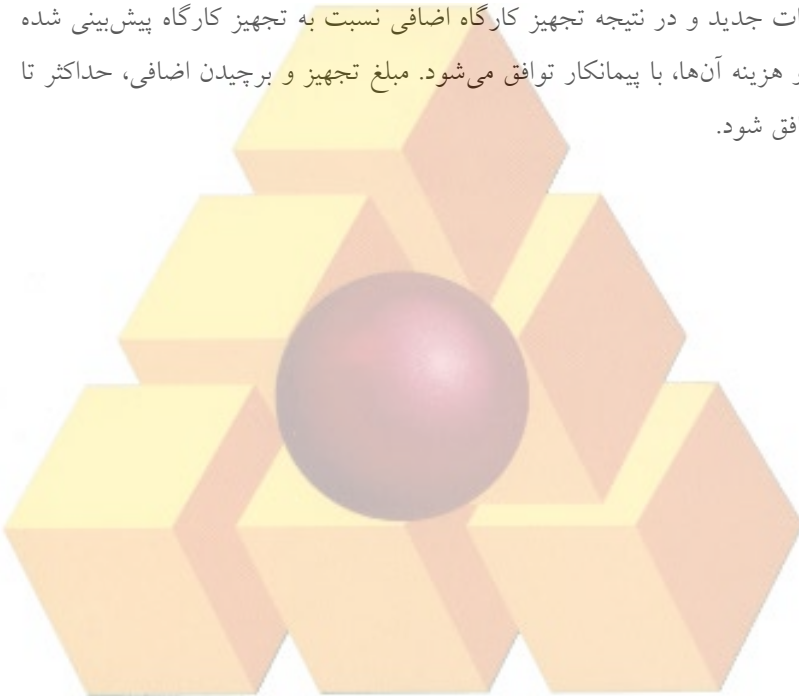 ات جدید و در نتیجه تجهیز کارگاه اضافی نسبت به تجهیز کارگاه پیش‌بینی شده
و هزینه آن‌ها، با پیمانکار توافق می‌شود. مبلغ تجهیز و برچیدن اضافی، حداکثر تا
افق شود.